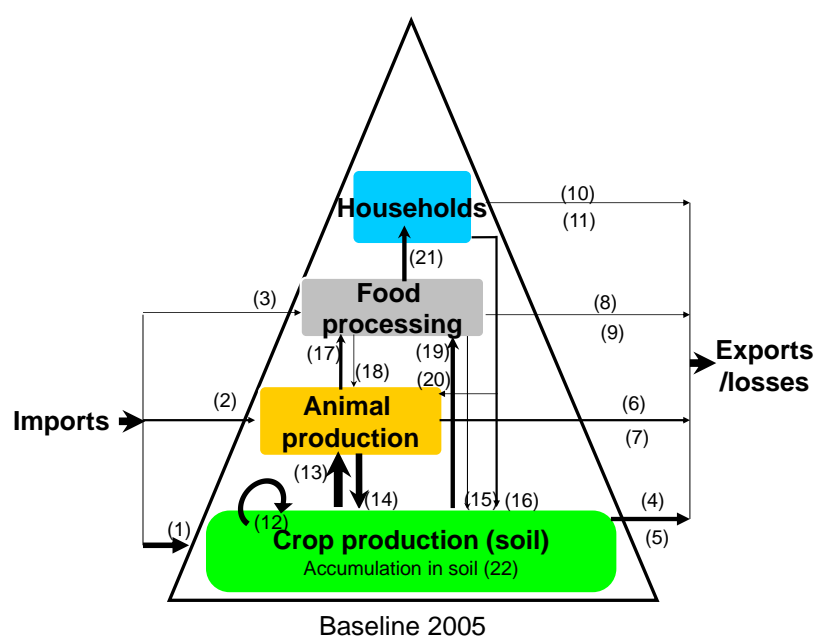 (10)
Households
(11)
(21)
(3)
Food
(8)
processing
(9)
(17)
(19)
Exports
/losses
(18)
(20)
(2)
Animal
(6)
Imports
production
(7)
(13)
(14)
(15)
(16)
(4)
(1)
(12)
Crop production (soil)
(5)
Accumulation in soil (22)
Baseline 2005